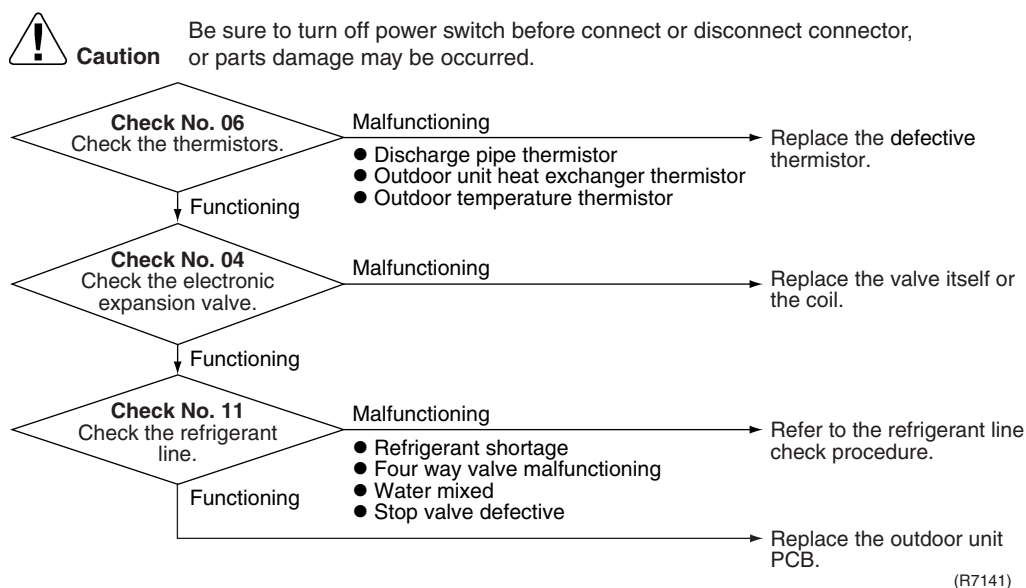 Be sure to turn off power switch before connect or disconnect connector,
Caution or parts damage may be occurred.
Check No. 06
Check the thermistors.
Malfunctioning
● Discharge pipe thermistor
● Outdoor unit heat exchanger thermistor
● Outdoor temperature thermistor
Replace the defective
thermistor.
Functioning
Check No. 04
Check the electronic
expansion valve.
Malfunctioning
Replace the valve itself or
the coil.
Functioning
Check No. 11
Check the refrigerant
line.
Malfunctioning
● Refrigerant shortage
● Four way valve malfunctioning
● Water mixed
● Stop valve defective
Refer to the refrigerant line
check procedure.
Functioning
Replace the outdoor unit
PCB.
(R7141)